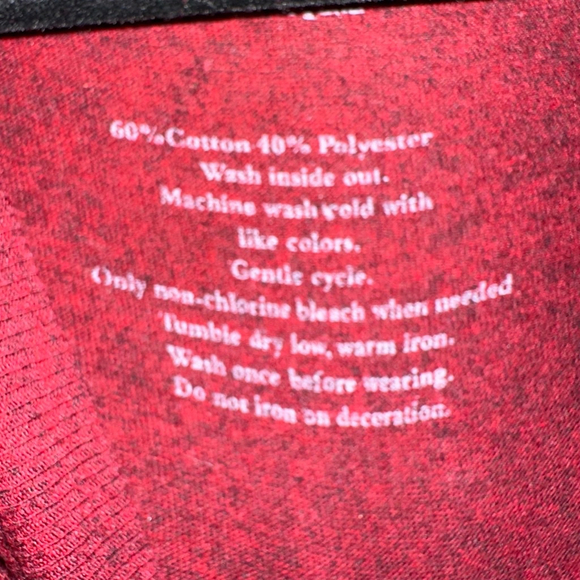 60% Cotton 40% Polyester
Wash inside out.
Machine wash cold with
like colors.
Gentle cycle.
Only non-chlorine bleach when needed
Tumble dry low, warm iron.
Wash once before wearing.
Do not iron on deceration.